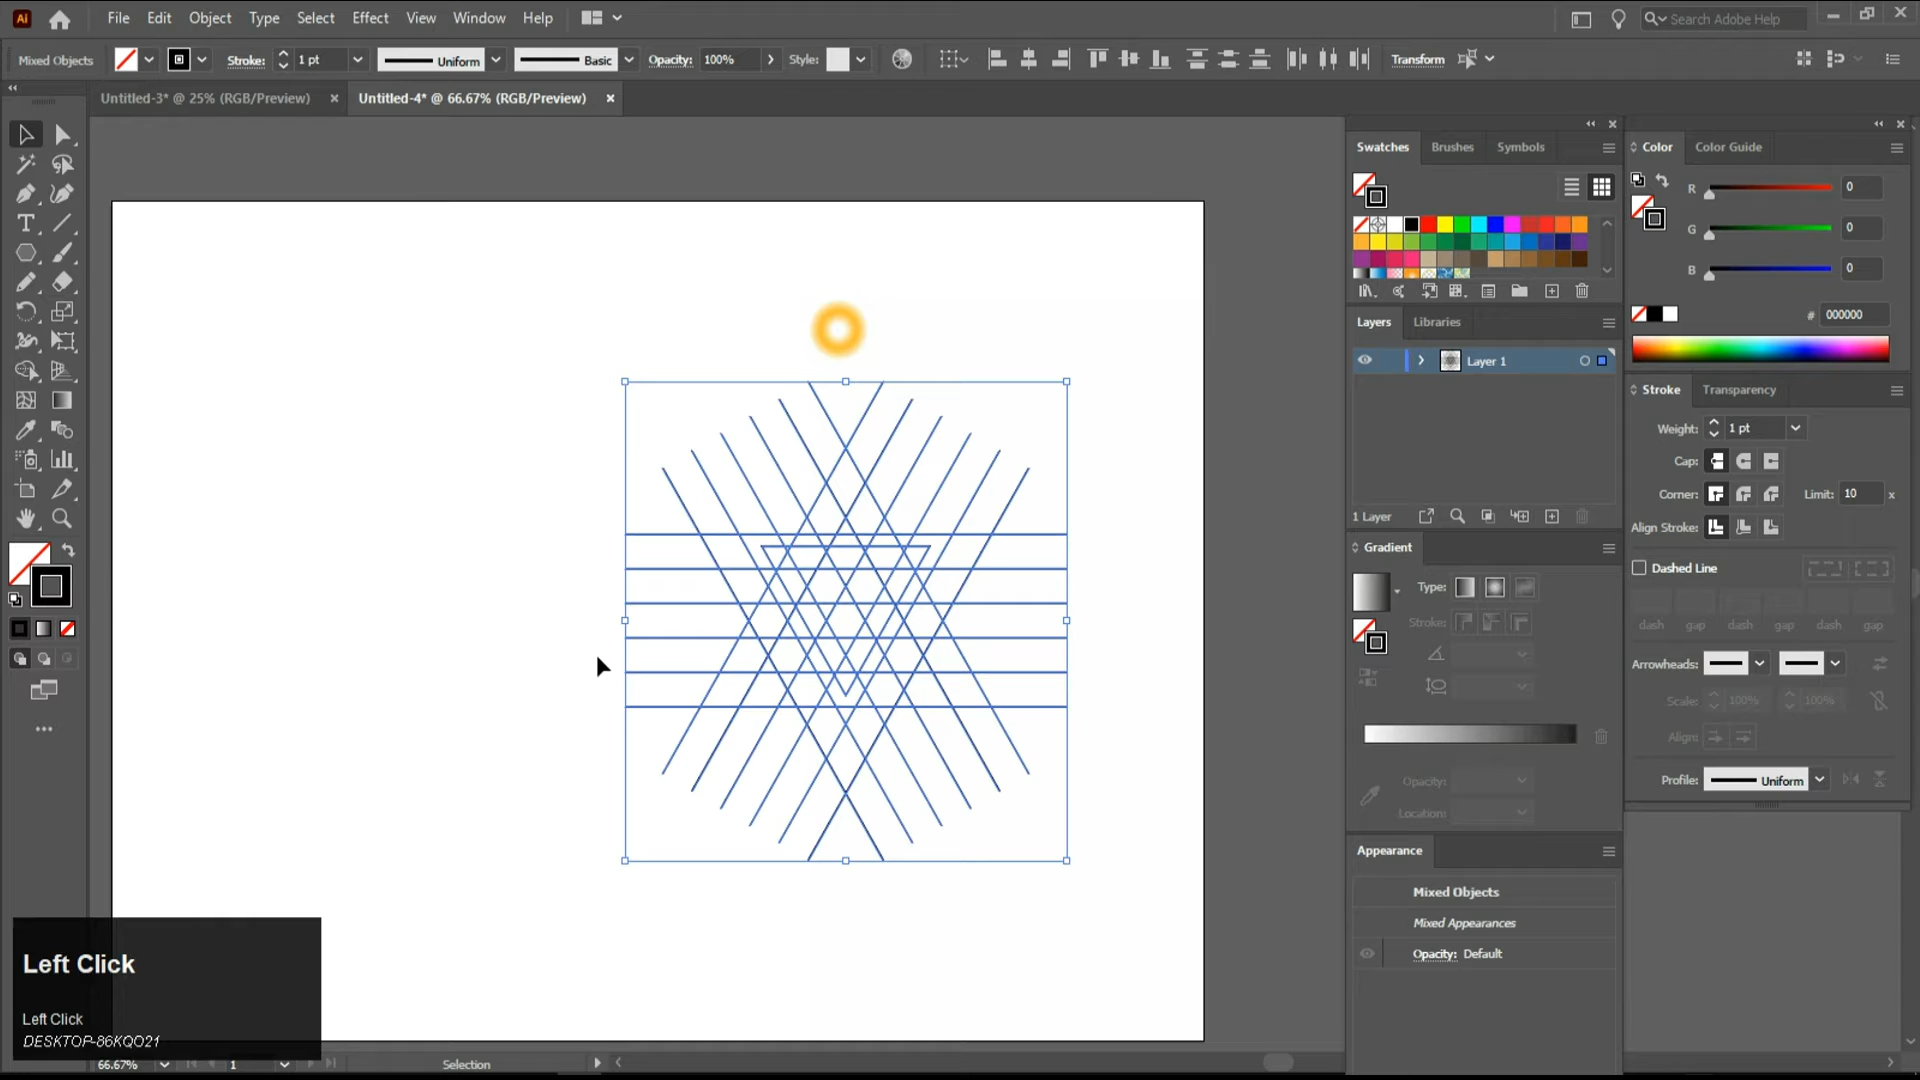 Ai File Edit Object Type Select Effect View Window Help Search Adobe Help
Mixed Objects Stroke: 1 pt Uniform Basic Opacity: 100% Style: Transform
Untitled-3* @ 25% (RGB/Preview) Untitled-4* @ 66.67% (RGB/Preview)
Swatches Brushes Symbols
Color Color Guide
R 0
G 0
B 0
# 000000
Layers Libraries
Layer 1
1 Layer
Stroke Transparency
Weight: 1 pt
Cap:
Corner: Limit: 10 x
Align Stroke:
Dashed Line
dash gap dash gap dash gap
Arrowheads:
Scale: 100% 100%
Align:
Profile: Uniform
Gradient
Type:
Stroke:
Opacity:
Location:
Appearance
Mixed Objects
Mixed Appearances
Opacity: Default
Left Click
Left Click
DESKTOP-86KQO21
66.67% 1 Selection